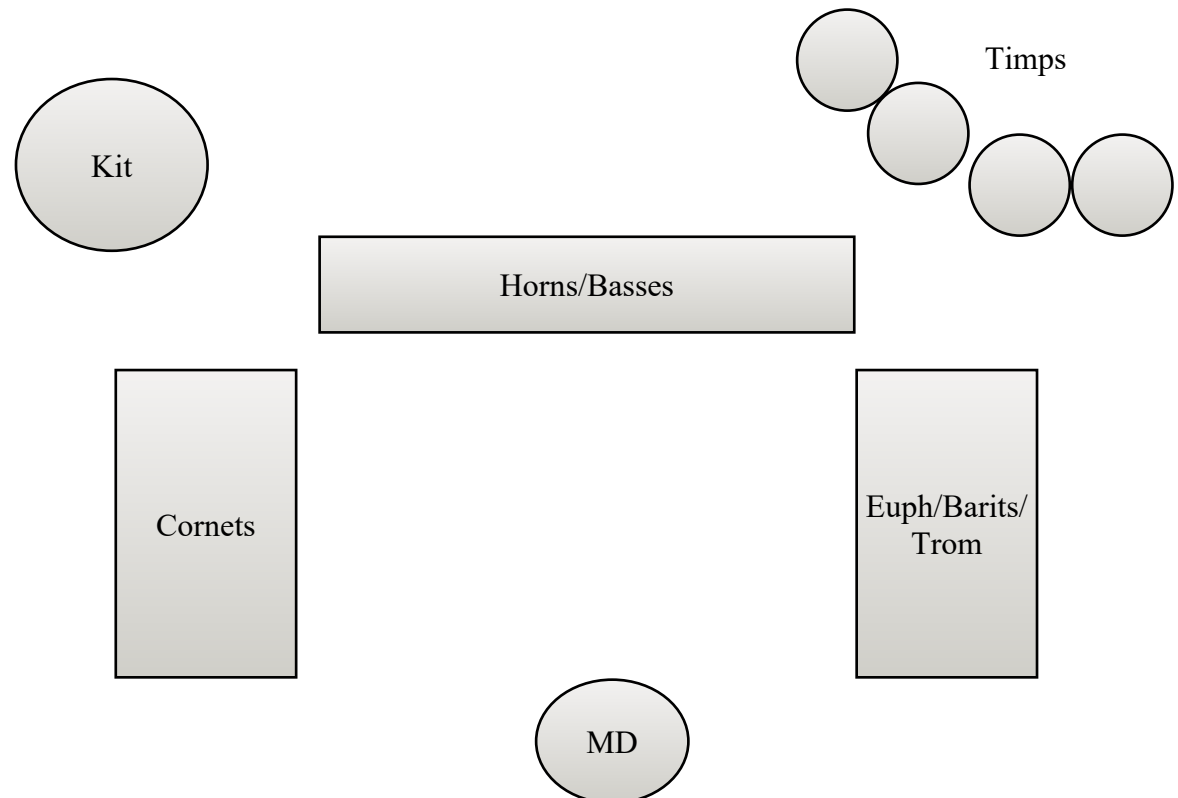 Timps
Kit
Horns/Basses
Cornets
Euph/Barits/
Trom
MD